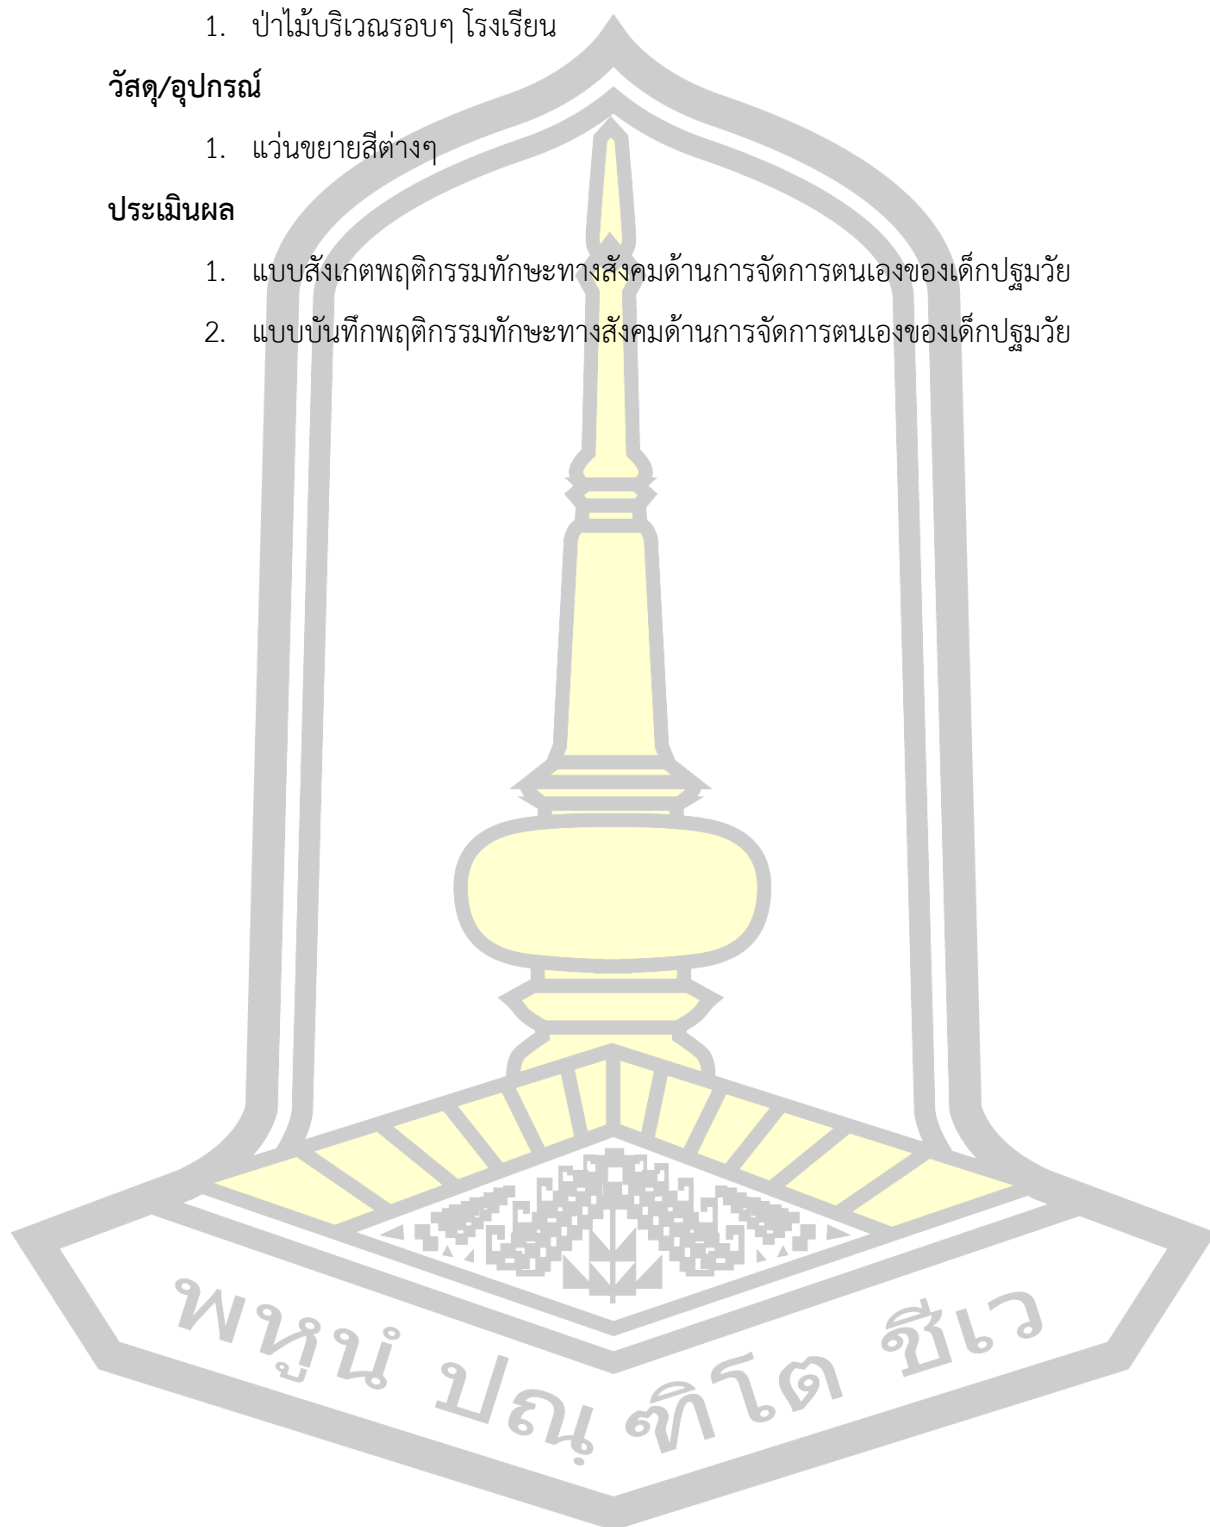 1. ป่าไม้บริเวณรอบๆ โรงเรียน
วัสดุ/อุปกรณ์
1. แว่นขยายสีต่างๆ
ประเมินผล
1. แบบสังเกตพฤติกรรมทักษะทางสังคมด้านการจัดการตนเองของเด็กปฐมวัย
2. แบบบันทึกพฤติกรรมทักษะทางสังคมด้านการจัดการตนเองของเด็กปฐมวัย
พหูนํ ปณฺฑิโต ชีเว